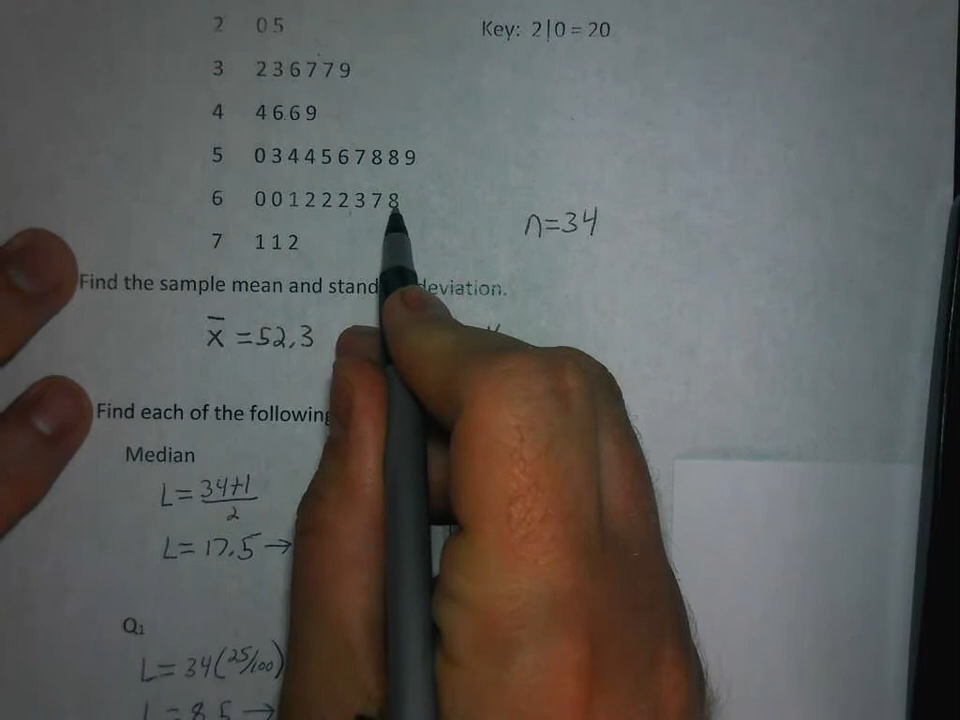 2 0 5 Key: 2|0 = 20
3 2 3 6 7 7 7 9
4 4 6 6 9
5 0 3 4 4 5 6 7 8 8 9
6 0 0 1 2 2 2 3 7 8
7 1 1 2
n=34
Find the sample mean and stand deviation.
x̄ = 52,3
Find each of the following
Median
L = 34+1
2
L = 17.5 →
Q₁
L = 34(25/100)
L = 8.5 →